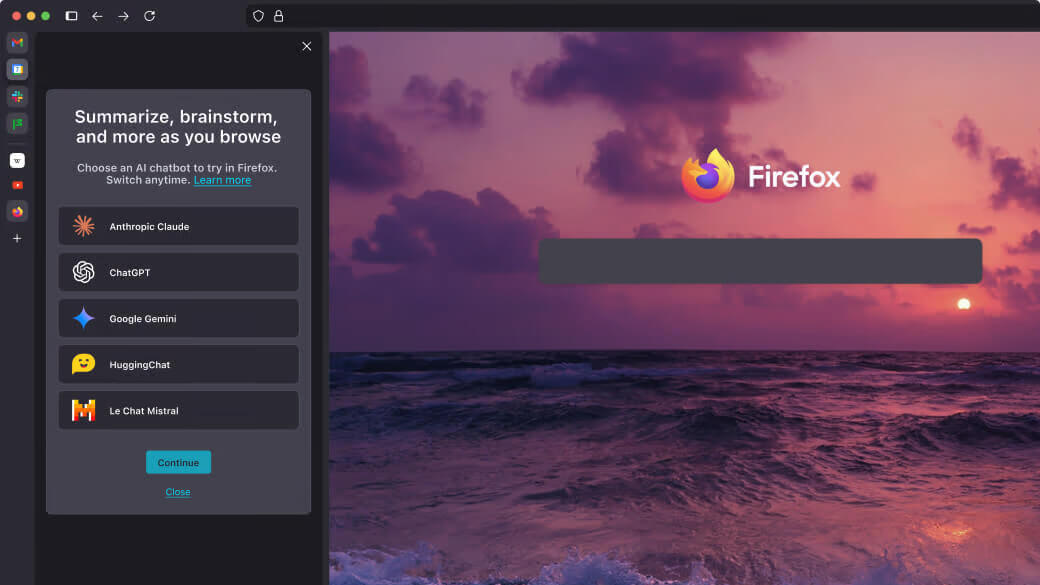 Summarize, brainstorm,
and more as you browse
Choose an AI chatbot to try in Firefox.
Switch anytime. Learn more
Anthropic Claude
ChatGPT
Google Gemini
HuggingChat
Le Chat Mistral
Continue
Close
Firefox